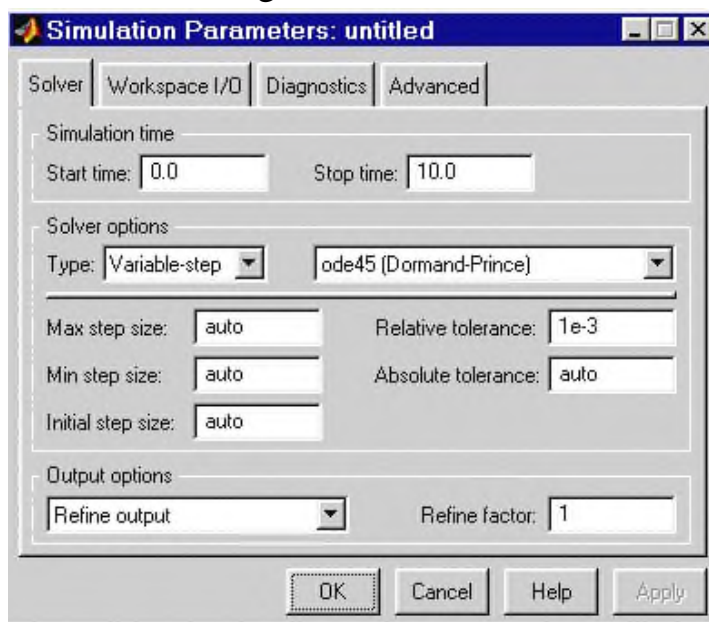 Simulation Parameters: untitled
Solver Workspace I/O Diagnostics Advanced
Simulation time
Start time: 0.0 Stop time: 10.0
Solver options
Type: Variable-step ode45 (Dormand-Prince)
Max step size: auto Relative tolerance: 1e-3
Min step size: auto Absolute tolerance: auto
Initial step size: auto
Output options
Refine output Refine factor: 1
OK Cancel Help Apply